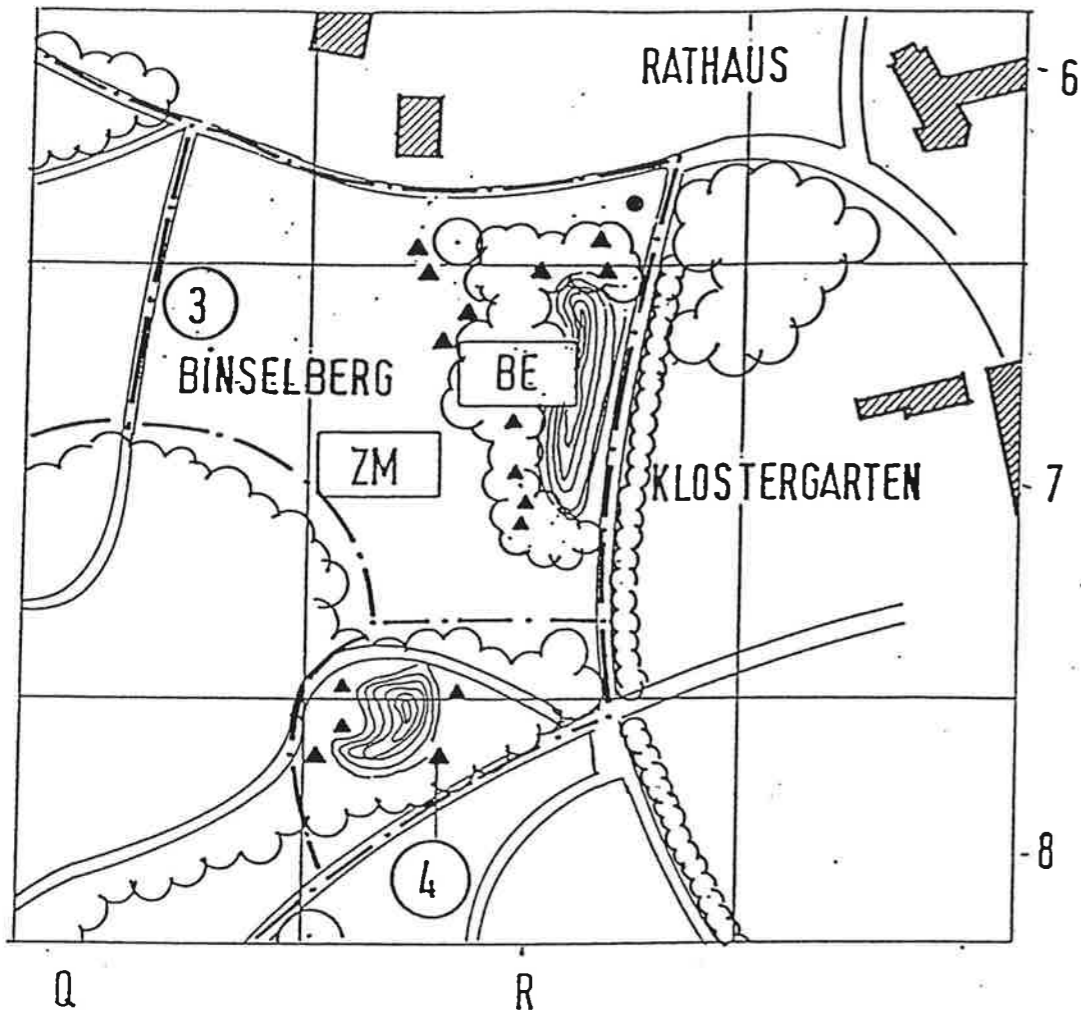 RATHAUS
- 6
3
BINSELBERG
BE
ZM
KLOSTERGARTEN
- 7
4
- 8
Q
R